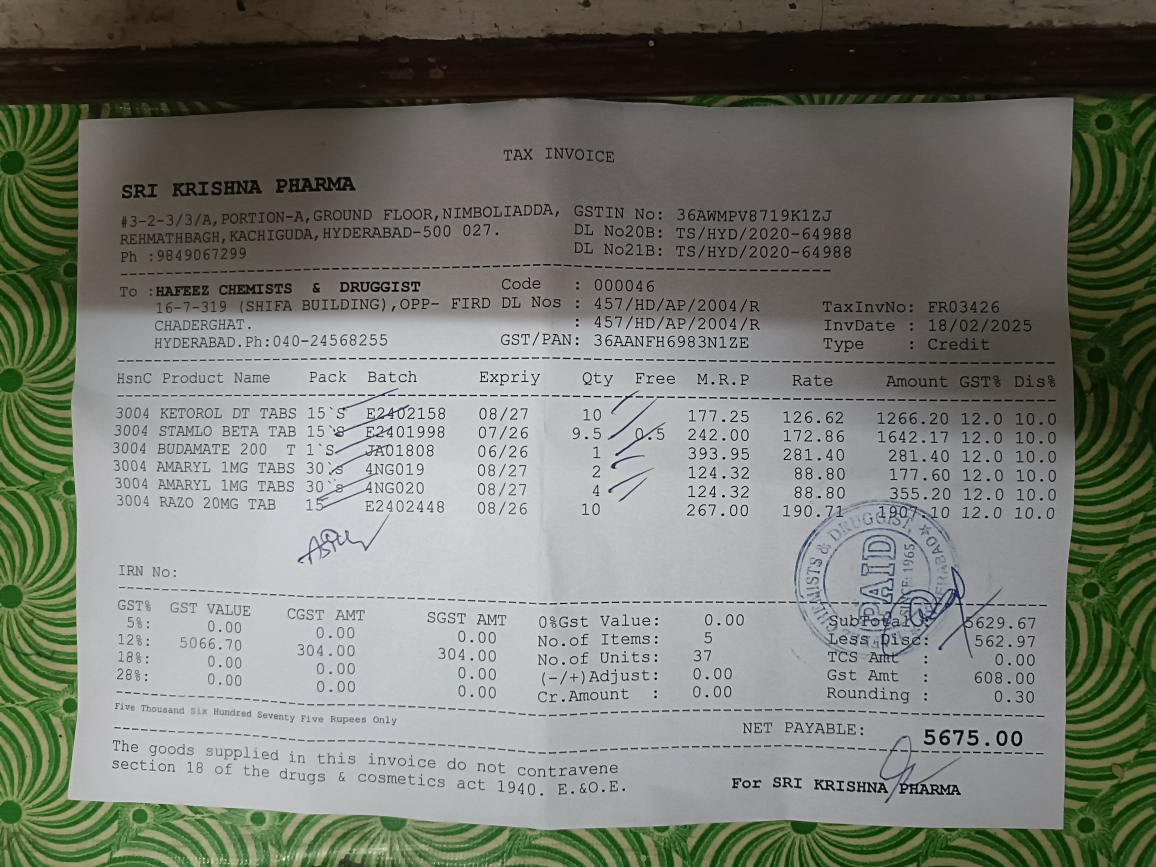 TAX INVOICE
SRI KRISHNA PHARMA
#3-2-3/3/A,PORTION-A,GROUND FLOOR,NIMBOLIADDA, GSTIN No: 36AWMPV8719K1ZJ
REHMATHBAGH,KACHIGUDA,HYDERABAD-500 027. DL No20B: TS/HYD/2020-64988
Ph :9849067299 DL No21B: TS/HYD/2020-64988
To :HAFEEZ CHEMISTS & DRUGGIST Code : 000046
16-7-319 (SHIFA BUILDING),OPP- FIRD DL Nos : 457/HD/AP/2004/R TaxInvNo: FR03426
CHADERGHAT. : 457/HD/AP/2004/R InvDate : 18/02/2025
HYDERABAD.Ph:040-24568255 GST/PAN: 36AANFH6983N1ZE Type : Credit
HsnC Product Name Pack Batch Expriy Qty Free M.R.P Rate Amount GST% Dis%
3004 KETOROL DT TABS 15`S E2402158 08/27 10 177.25 126.62 1266.20 12.0 10.0
3004 STAMLO BETA TAB 15`S E2401998 07/26 9.5 0.5 242.00 172.86 1642.17 12.0 10.0
3004 BUDAMATE 200 T 1`S JA01808 06/26 1 393.95 281.40 281.40 12.0 10.0
3004 AMARYL 1MG TABS 30`s 4NG019 08/27 2 124.32 88.80 177.60 12.0 10.0
3004 AMARYL 1MG TABS 30`s 4NG020 08/27 4 124.32 88.80 355.20 12.0 10.0
3004 RAZO 20MG TAB 15 E2402448 08/26 10 267.00 190.71 1907.10 12.0 10.0
CHEMISTS & DRUGGIST
PAID
SINCE: 1965
IRN No:
GST% GST VALUE CGST AMT SGST AMT 0%Gst Value: 0.00 SubTotal : 5629.67
5%: 0.00 0.00 0.00 No.of Items: 5 Less Disc: 562.97
12%: 5066.70 304.00 304.00 No.of Units: 37 TCS Amt : 0.00
18%: 0.00 0.00 0.00 (-/+)Adjust: 0.00 Gst Amt : 608.00
28%: 0.00 0.00 0.00 Cr.Amount : 0.00 Rounding : 0.30
Five Thousand Six Hundred Seventy Five Rupees Only
NET PAYABLE: 5675.00
The goods supplied in this invoice do not contravene
section 18 of the drugs & cosmetics act 1940. E.&O.E.
For SRI KRISHNA PHARMA